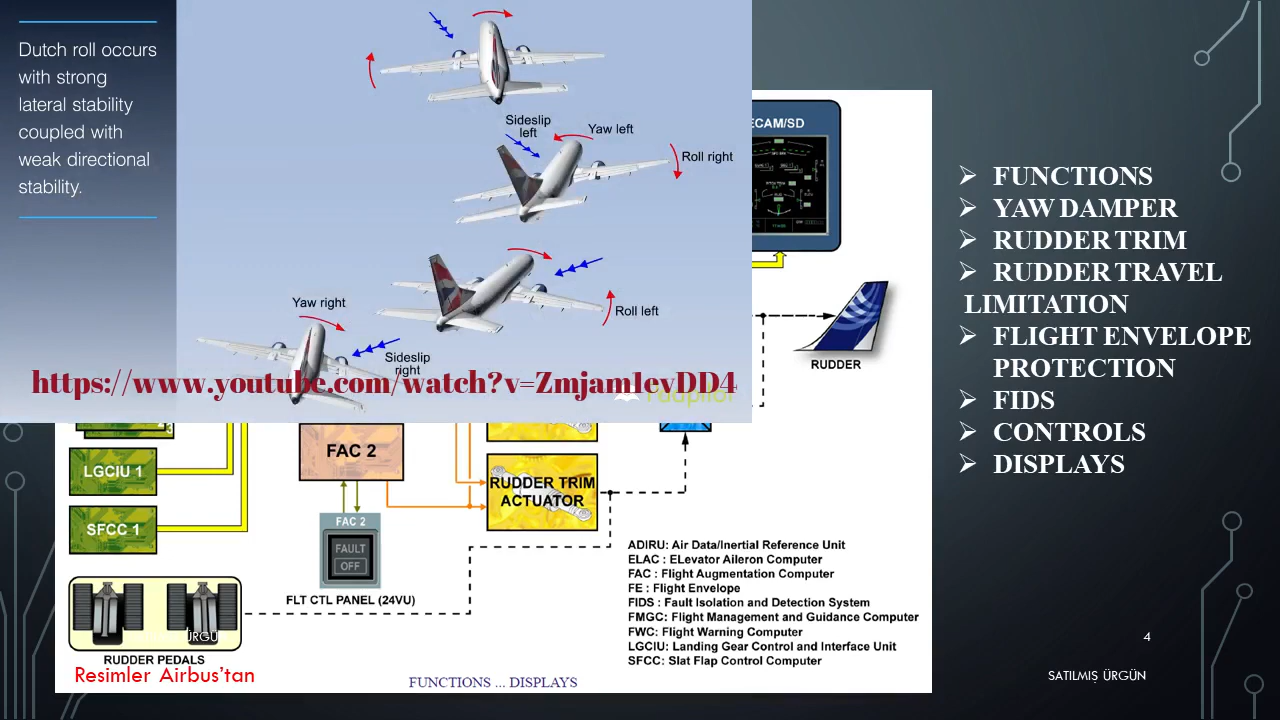 Dutch roll occurs
with strong
lateral stability
coupled with
weak directional
stability.
Sideslip
left
Yaw left
Roll right
Yaw right
Roll left
Sideslip
right
https://www.youtube.com/watch?v=Zmjam1evDD4
ECAM/SD
RUDDER
FAC 2
LGCIU 1
SFCC 1
RUDDER TRIM
ACTUATOR
FAC 2
FAULT
OFF
FLT CTL PANEL (24VU)
RUDDER PEDALS
Resimler Airbus’tan
FUNCTIONS ... DISPLAYS
ADIRU: Air Data/Inertial Reference Unit
ELAC : ELevator Aileron Computer
FAC : Flight Augmentation Computer
FE : Flight Envelope
FIDS : Fault Isolation and Detection System
FMGC: Flight Management and Guidance Computer
FWC: Flight Warning Computer
LGCIU: Landing Gear Control and Interface Unit
SFCC: Slat Flap Control Computer
➢ FUNCTIONS
➢ YAW DAMPER
➢ RUDDER TRIM
➢ RUDDER TRAVEL
LIMITATION
➢ FLIGHT ENVELOPE
PROTECTION
➢ FIDS
➢ CONTROLS
➢ DISPLAYS
4
SATILMIŞ ÜRGÜN